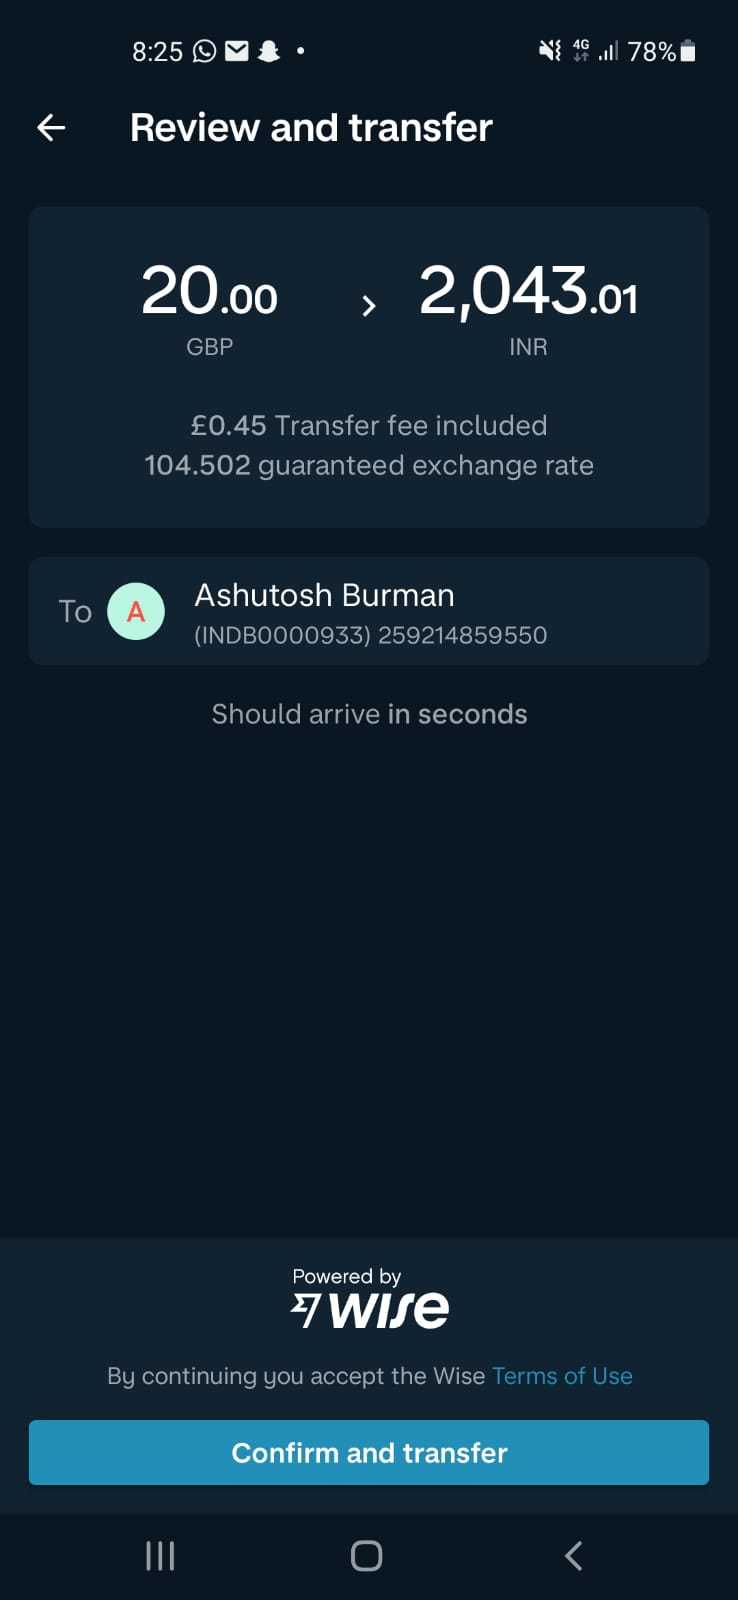 8:25
4G
78%
Review and transfer
20.00 > 2,043.01
GBP INR
£0.45 Transfer fee included
104.502 guaranteed exchange rate
To A Ashutosh Burman
(INDB0000933) 259214859550
Should arrive in seconds
Powered by
WISE
By continuing you accept the Wise Terms of Use
Confirm and transfer